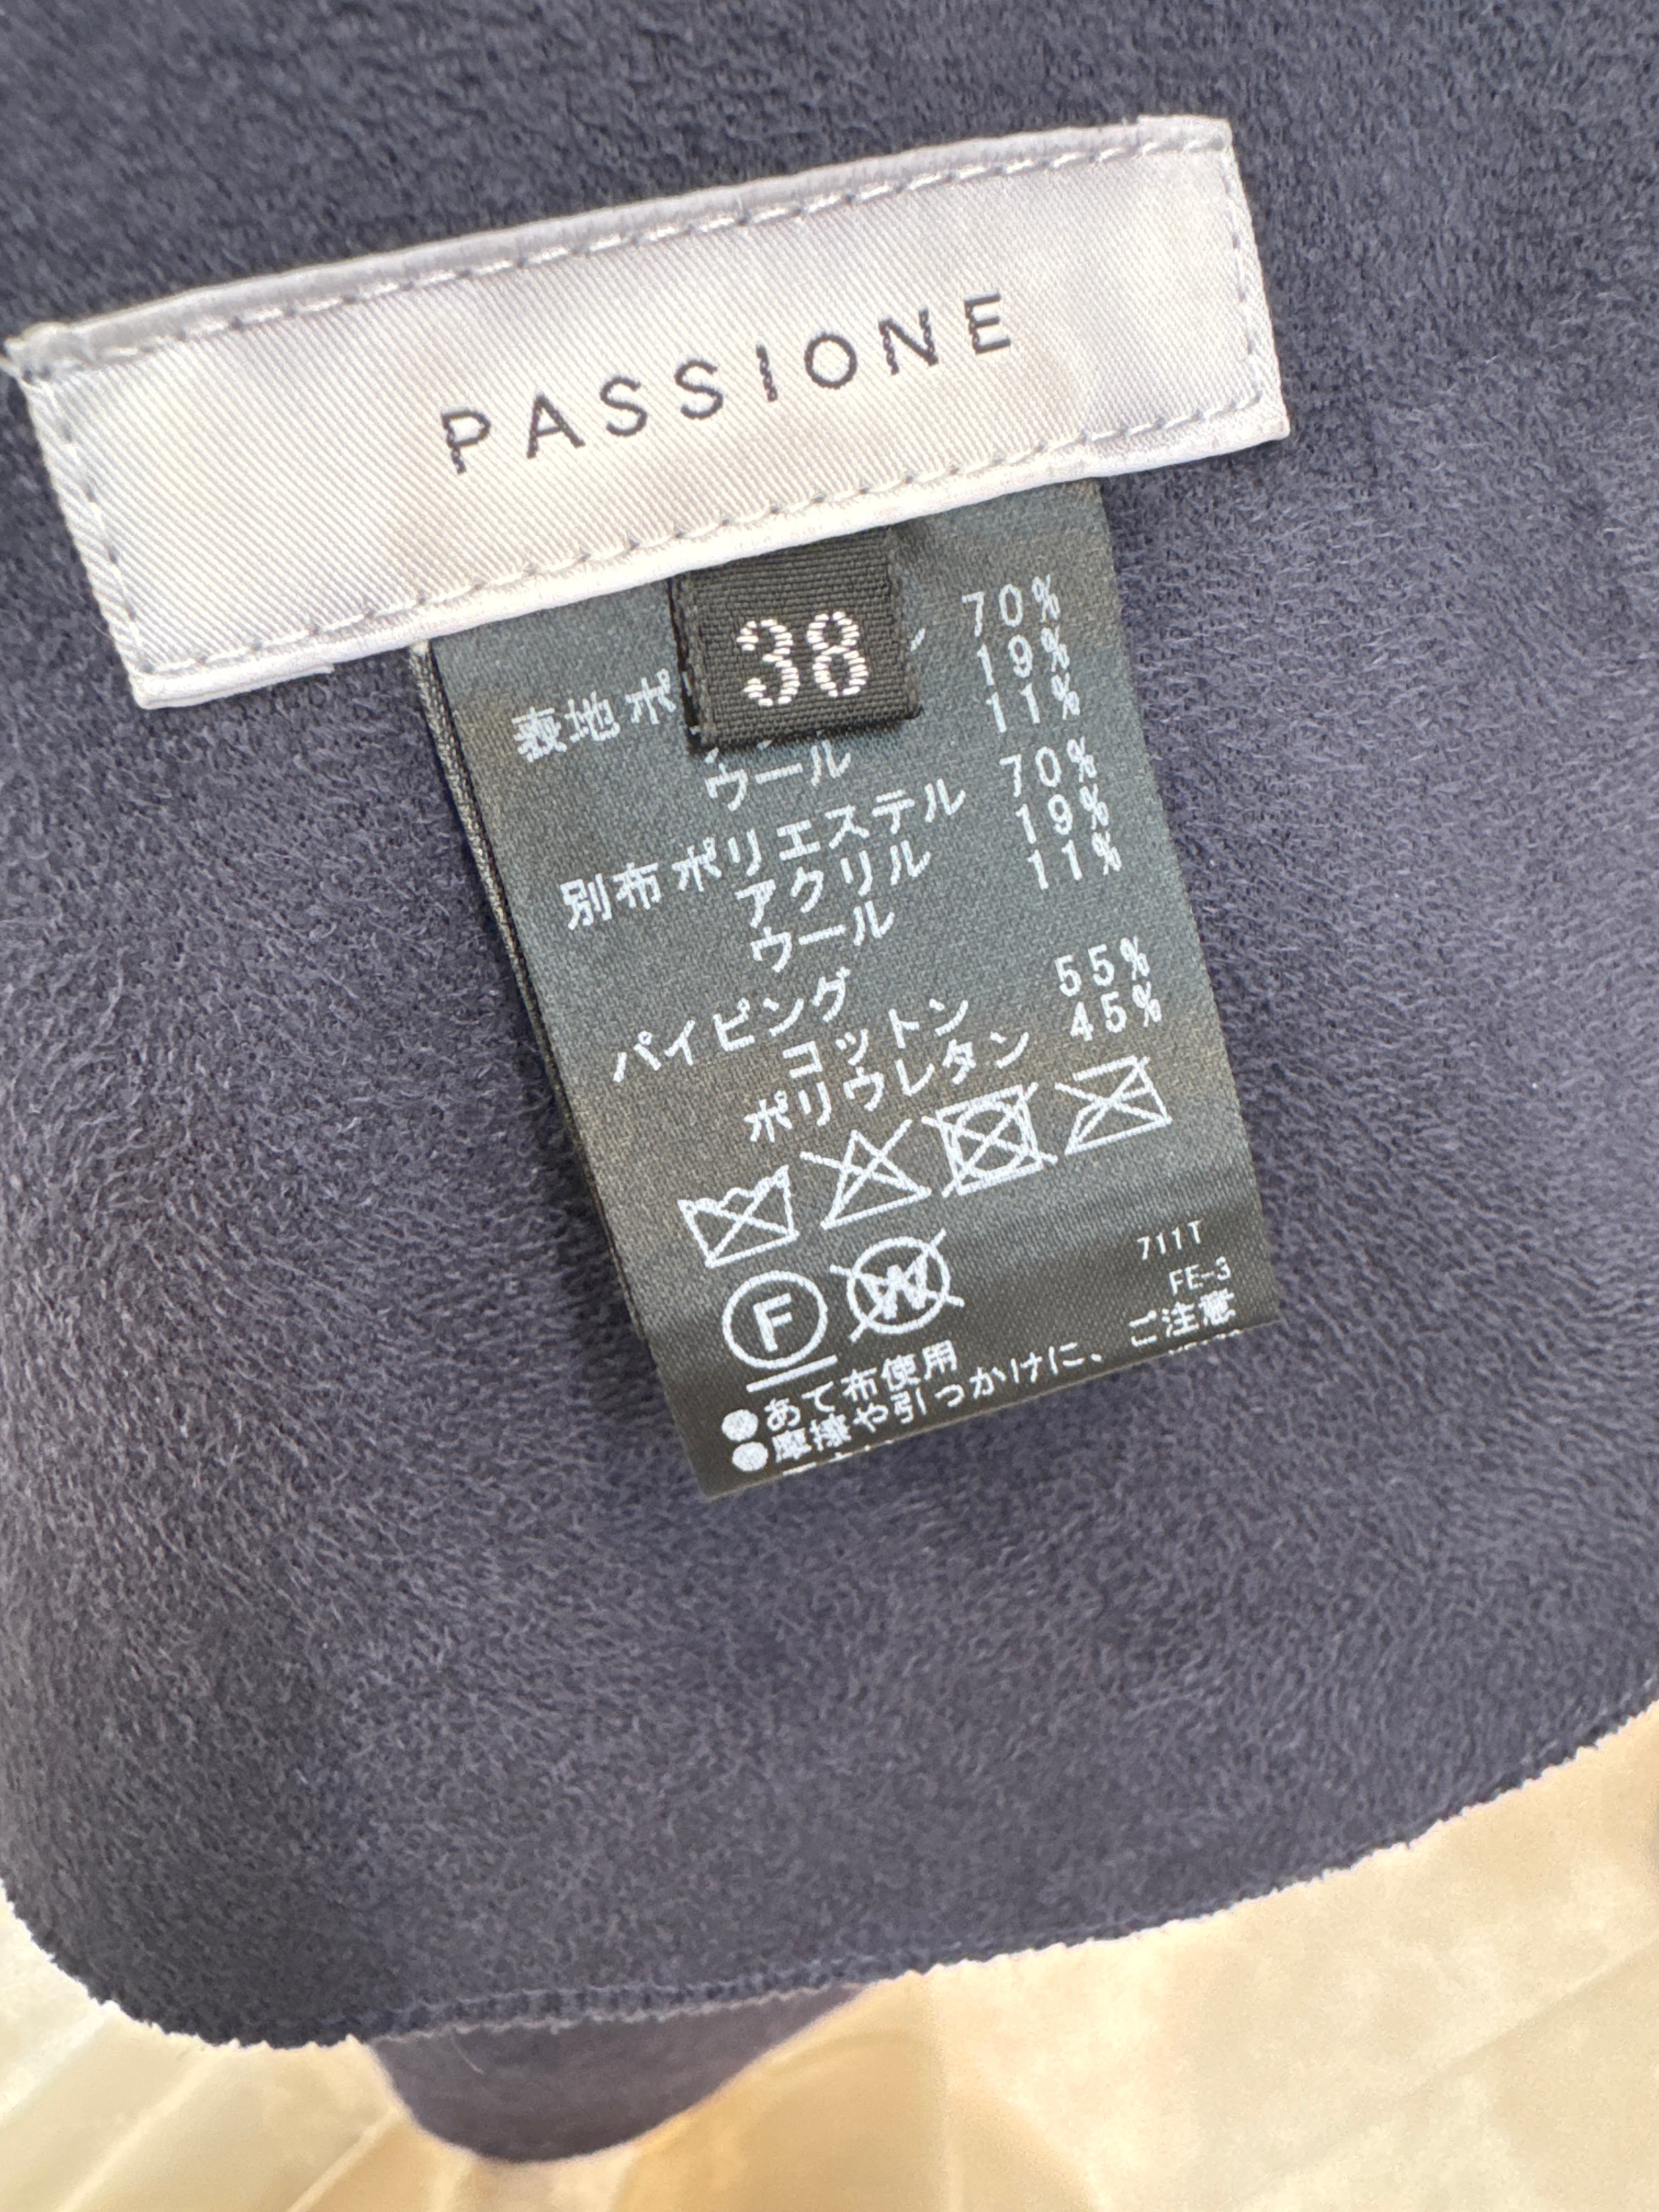 PASSIONE
38
表地 ポ 70%
19%
ウール 11%
別布 ポリエステル 70%
アクリル 19%
ウール 11%
パイピング
コットン 55%
ポリウレタン 45%
F W
711T
FE-3
●あて布使用
●摩擦や引っかけに、ご注意